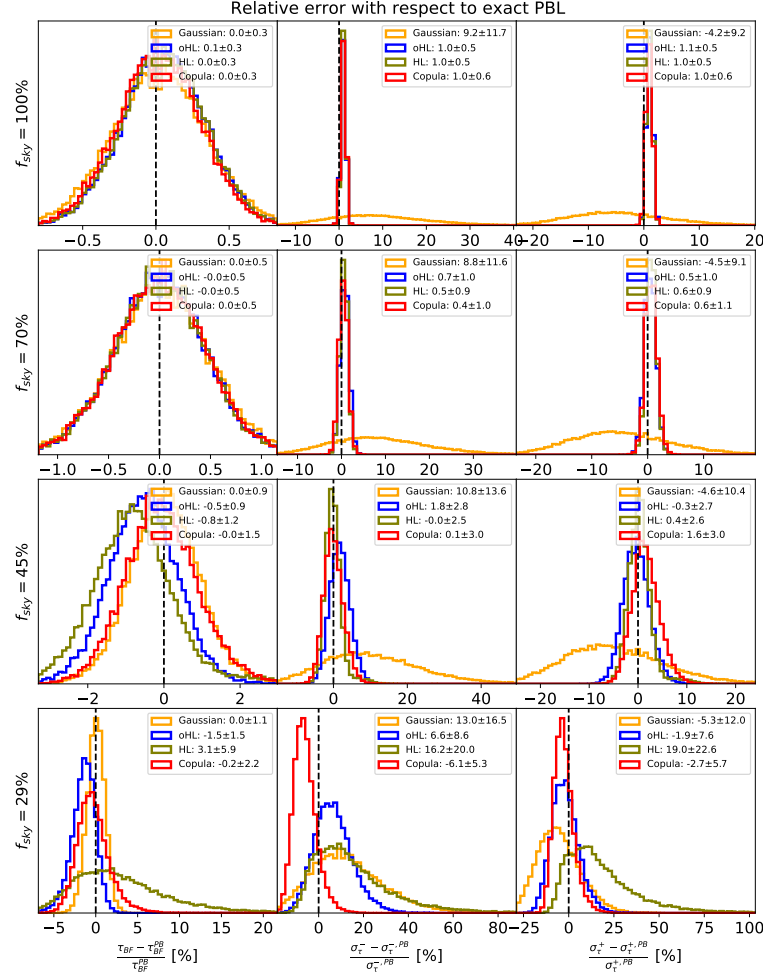 Relative error with respect to exact PBL
f_sky = 100%
Gaussian: 0.0±0.3
oHL: 0.1±0.3
HL: 0.0±0.3
Copula: 0.0±0.3
−0.5 0.0 0.5
Gaussian: 9.2±11.7
oHL: 1.0±0.5
HL: 1.0±0.5
Copula: 1.0±0.6
−10 0 10 20 30 40
Gaussian: -4.2±9.2
oHL: 1.1±0.5
HL: 1.0±0.5
Copula: 1.0±0.6
−20 −10 0 10 20
f_sky = 70%
Gaussian: 0.0±0.5
oHL: -0.0±0.5
HL: -0.0±0.5
Copula: 0.0±0.5
−1.0 −0.5 0.0 0.5 1.0
Gaussian: 8.8±11.6
oHL: 0.7±1.0
HL: 0.5±0.9
Copula: 0.4±1.0
−10 0 10 20 30
Gaussian: -4.5±9.1
oHL: 0.5±1.0
HL: 0.6±0.9
Copula: 0.6±1.1
−20 −10 0 10
f_sky = 45%
Gaussian: 0.0±0.9
oHL: -0.5±0.9
HL: -0.8±1.2
Copula: -0.0±1.5
−2 0 2
Gaussian: 10.8±13.6
oHL: 1.8±2.8
HL: -0.0±2.5
Copula: 0.1±3.0
0 20 40
Gaussian: -4.6±10.4
oHL: -0.3±2.7
HL: 0.4±2.6
Copula: 1.6±3.0
−20 −10 0 10 20
f_sky = 29%
Gaussian: 0.0±1.1
oHL: -1.5±1.5
HL: 3.1±5.9
Copula: -0.2±2.2
−5 0 5 10 15 20
Gaussian: 13.0±16.5
oHL: 6.6±8.6
HL: 16.2±20.0
Copula: -6.1±5.3
0 20 40 60 80
Gaussian: -5.3±12.0
oHL: -1.9±7.6
HL: 19.0±22.6
Copula: -2.7±5.7
−25 0 25 50 75 100
τ_BF − τ_BF^PB
τ_BF^PB
[%]
σ_τ^− − σ_τ^−,PB
σ_τ^−,PB
[%]
σ_τ^+ − σ_τ^+,PB
σ_τ^+,PB
[%]